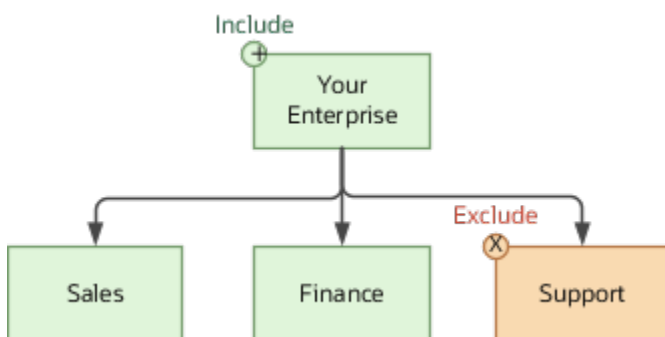 Include
+
Your
Enterprise
Exclude
X
Sales
Finance
Support